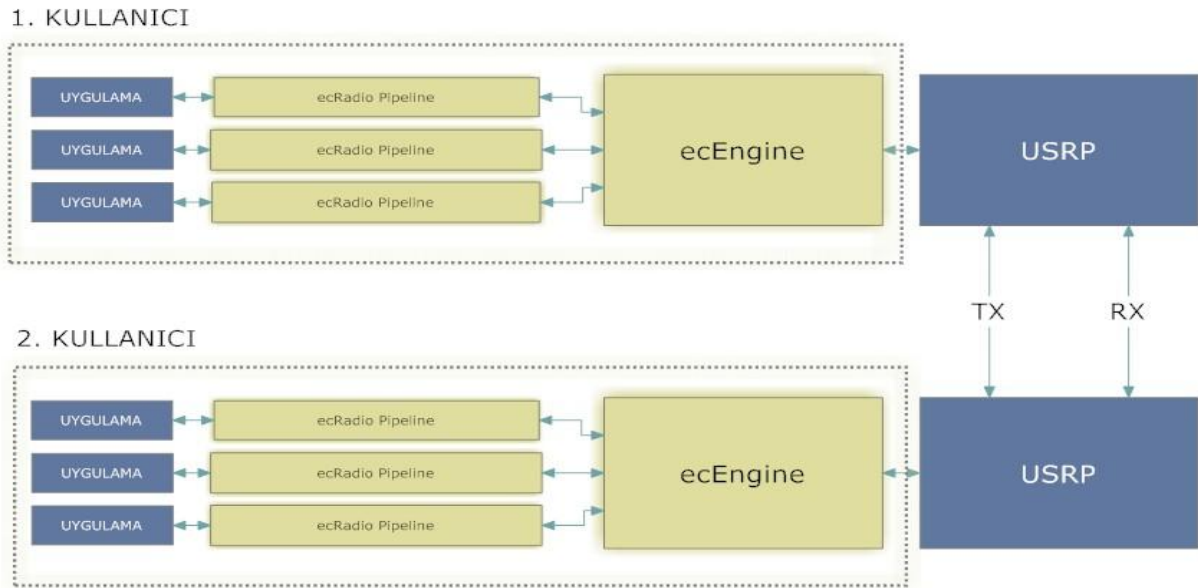 1. KULLANICI
UYGULAMA
ecRadio Pipeline
UYGULAMA
ecRadio Pipeline
UYGULAMA
ecRadio Pipeline
ecEngine
USRP
TX
RX
2. KULLANICI
UYGULAMA
ecRadio Pipeline
UYGULAMA
ecRadio Pipeline
UYGULAMA
ecRadio Pipeline
ecEngine
USRP